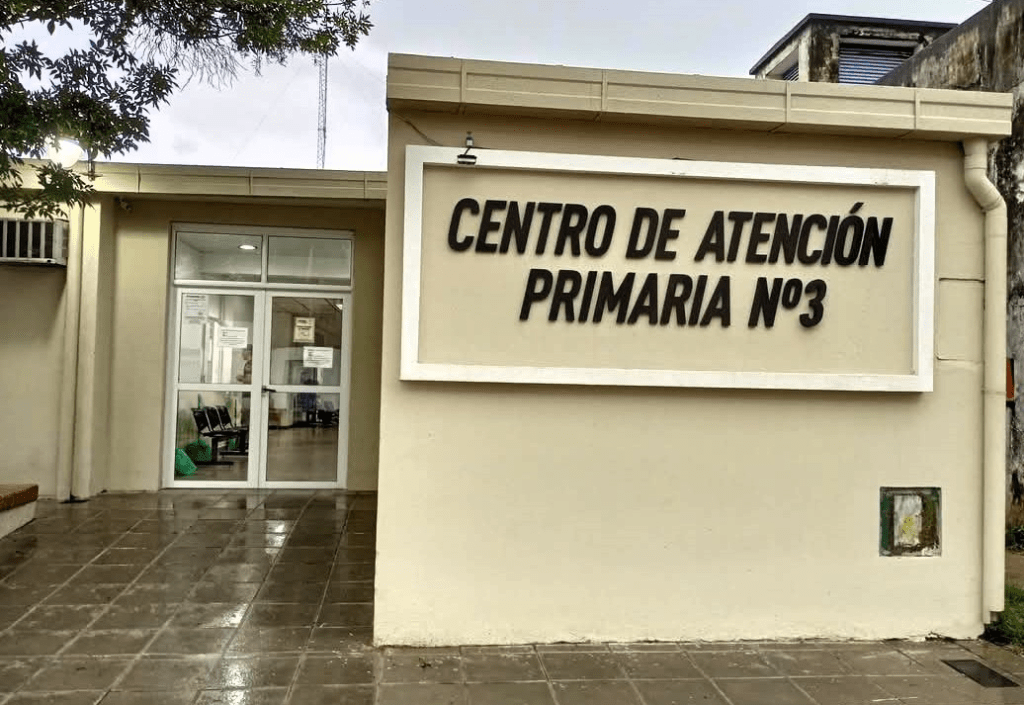 CENTRO DE ATENCIÓN
PRIMARIA Nº3